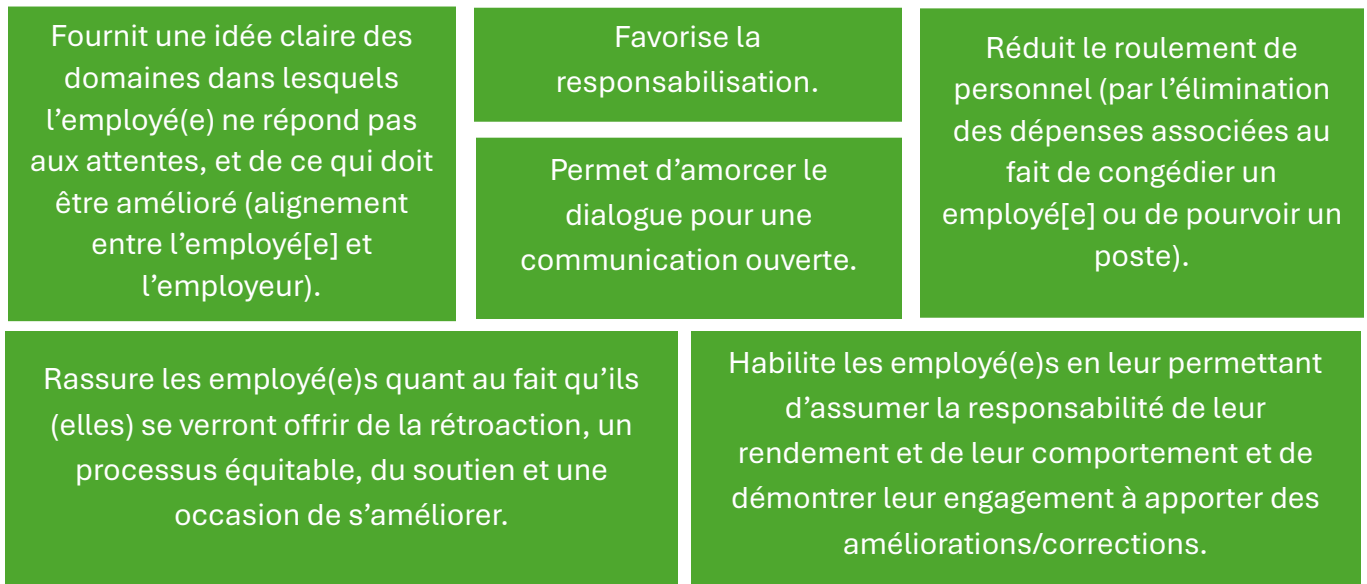 Fournit une idée claire des
domaines dans lesquels
l’employé(e) ne répond pas
aux attentes, et de ce qui doit
être amélioré (alignement
entre l’employé[e] et
l’employeur).
Favorise la
responsabilisation.
Permet d’amorcer le
dialogue pour une
communication ouverte.
Réduit le roulement de
personnel (par l’élimination
des dépenses associées au
fait de congédier un
employé[e] ou de pourvoir un
poste).
Rassure les employé(e)s quant au fait qu’ils
(elles) se verront offrir de la rétroaction, un
processus équitable, du soutien et une
occasion de s’améliorer.
Habilite les employé(e)s en leur permettant
d’assumer la responsabilité de leur
rendement et de leur comportement et de
démontrer leur engagement à apporter des
améliorations/corrections.